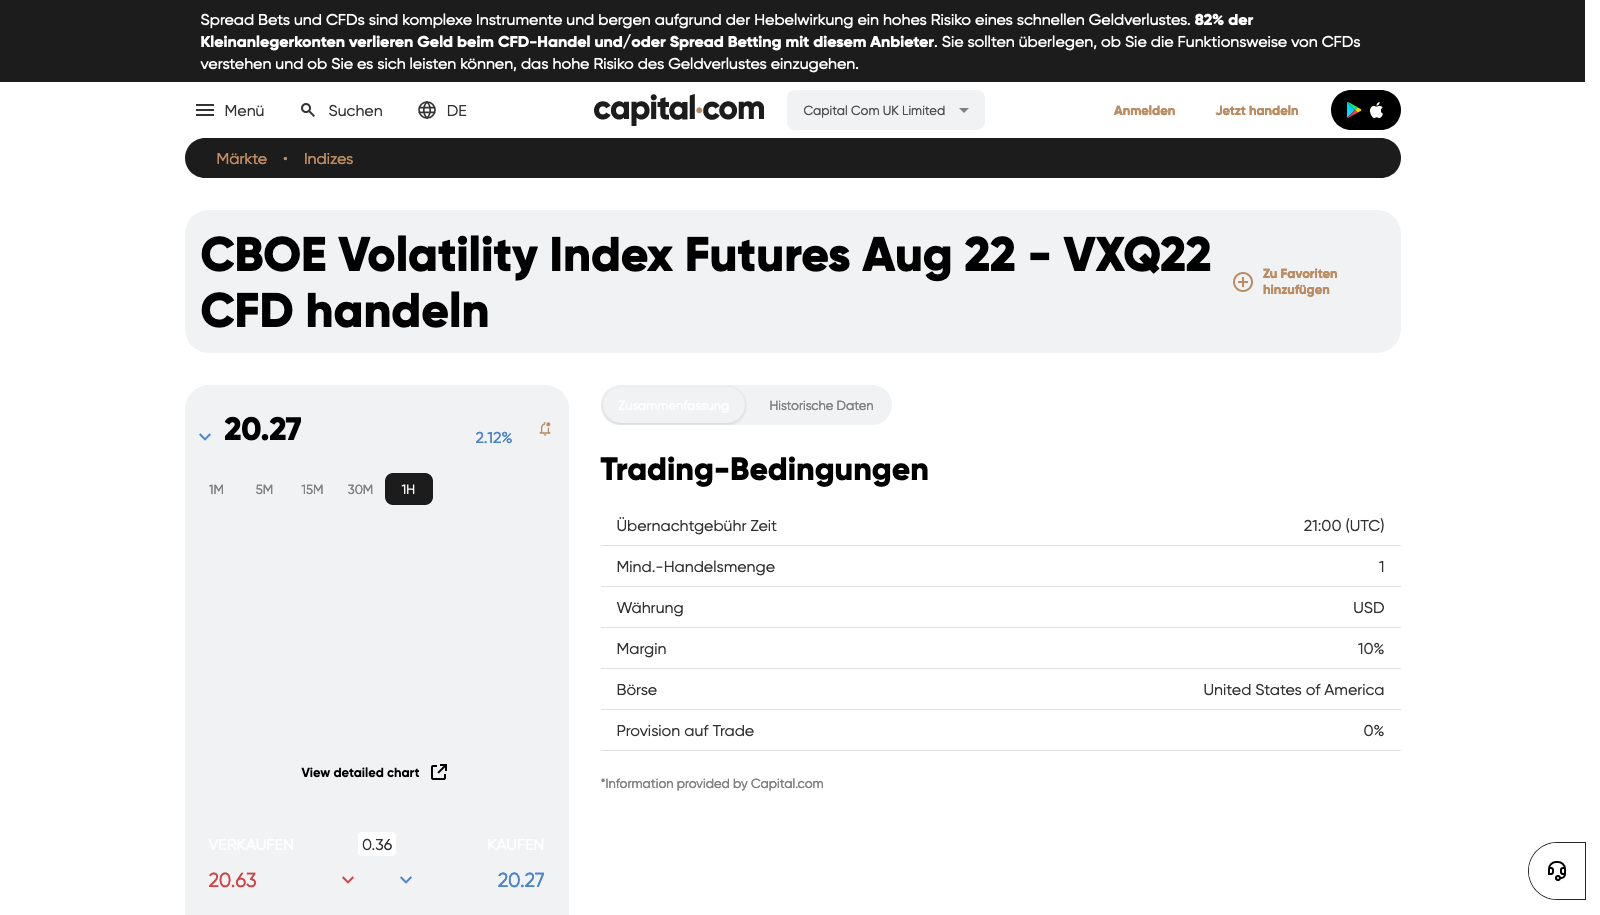 Spread Bets und CFDs sind komplexe Instrumente und bergen aufgrund der Hebelwirkung ein hohes Risiko eines schnellen Geldverlustes. 82% der
Kleinanlegerkonten verlieren Geld beim CFD-Handel und/oder Spread Betting mit diesem Anbieter. Sie sollten überlegen, ob Sie die Funktionsweise von CFDs
verstehen und ob Sie es sich leisten können, das hohe Risiko des Geldverlustes einzugehen.
Menü Suchen DE capital.com Capital Com UK Limited Anmelden Jetzt handeln
Märkte • Indizes
CBOE Volatility Index Futures Aug 22 - VXQ22
CFD handeln
Zu Favoriten
hinzufügen
20.27 2.12%
1M 5M 15M 30M 1H
View detailed chart
VERKAUFEN 0.36 KAUFEN
20.63 20.27
Zusammenfassung Historische Daten
Trading-Bedingungen
Übernachtgebühr Zeit 21:00 (UTC)
Mind.-Handelsmenge 1
Währung USD
Margin 10%
Börse United States of America
Provision auf Trade 0%
*Information provided by Capital.com